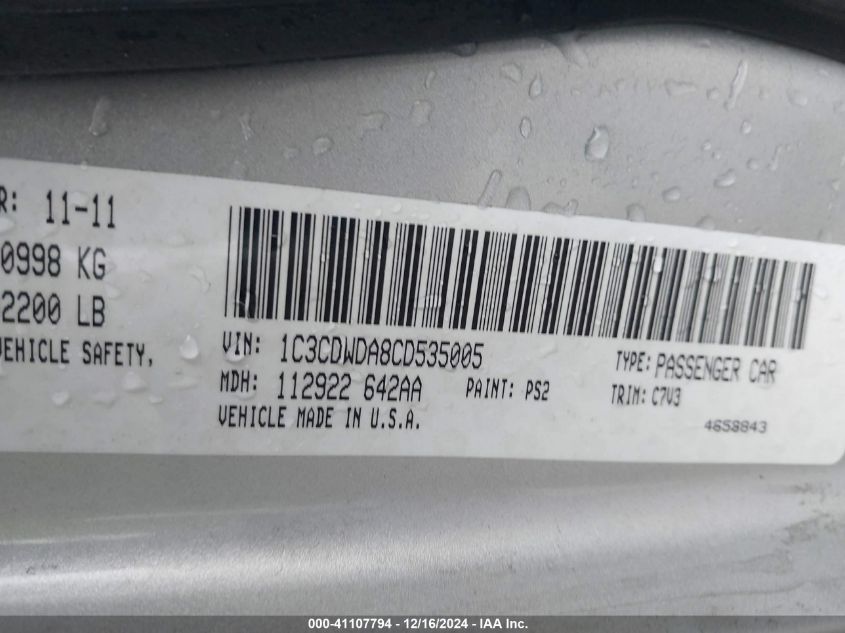 R: 11-11
0998 KG
2200 LB
VEHICLE SAFETY,
VIN: 1C3CDWDA8CD535005
MDH: 112922 642AA PAINT: PS2
VEHICLE MADE IN U.S.A.
TYPE: PASSENGER CAR
TRIM: C7V3
4658843
000-41107794 - 12/16/2024 - IAA Inc.